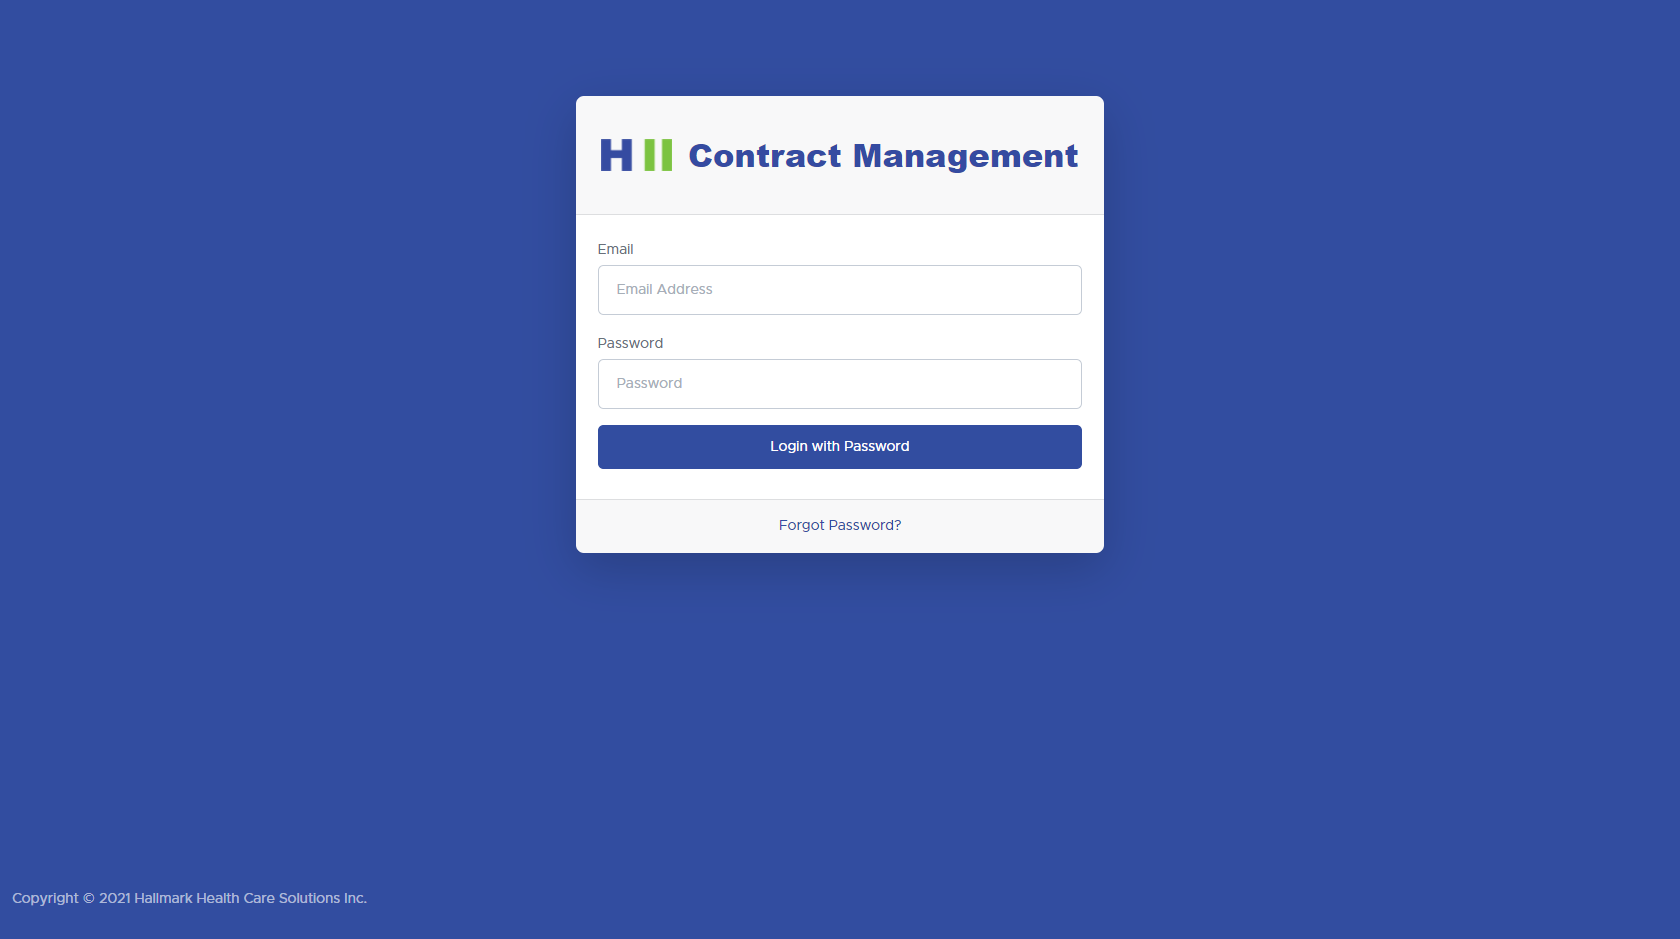 H II Contract Management
Email
Email Address
Password
Password
Login with Password
Forgot Password?
Copyright © 2021 Hallmark Health Care Solutions Inc.